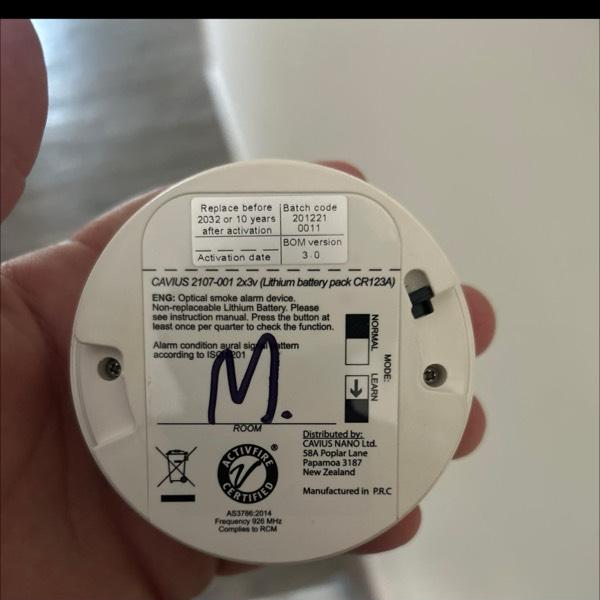 Replace before
2032 or 10 years
after activation
Activation date
Batch code
201221
0011
BOM version
3.0
CAVIUS 2107-001 2x3v (Lithium battery pack CR123A)
ENG: Optical smoke alarm device.
Non-replaceable Lithium Battery. Please
see instruction manual. Press the button at
least once per quarter to check the function.
Alarm condition aural signal pattern
according to ISO 8201
M.
ROOM
NORMAL
MODE:
LEARN
ACTIVFIRE®
CERTIFIED
Distributed by:
CAVIUS NANO Ltd.
58A Poplar Lane
Papamoa 3187
New Zealand
Manufactured in P.R.C
AS3786:2014
Frequency 926 MHz
Complies to RCM